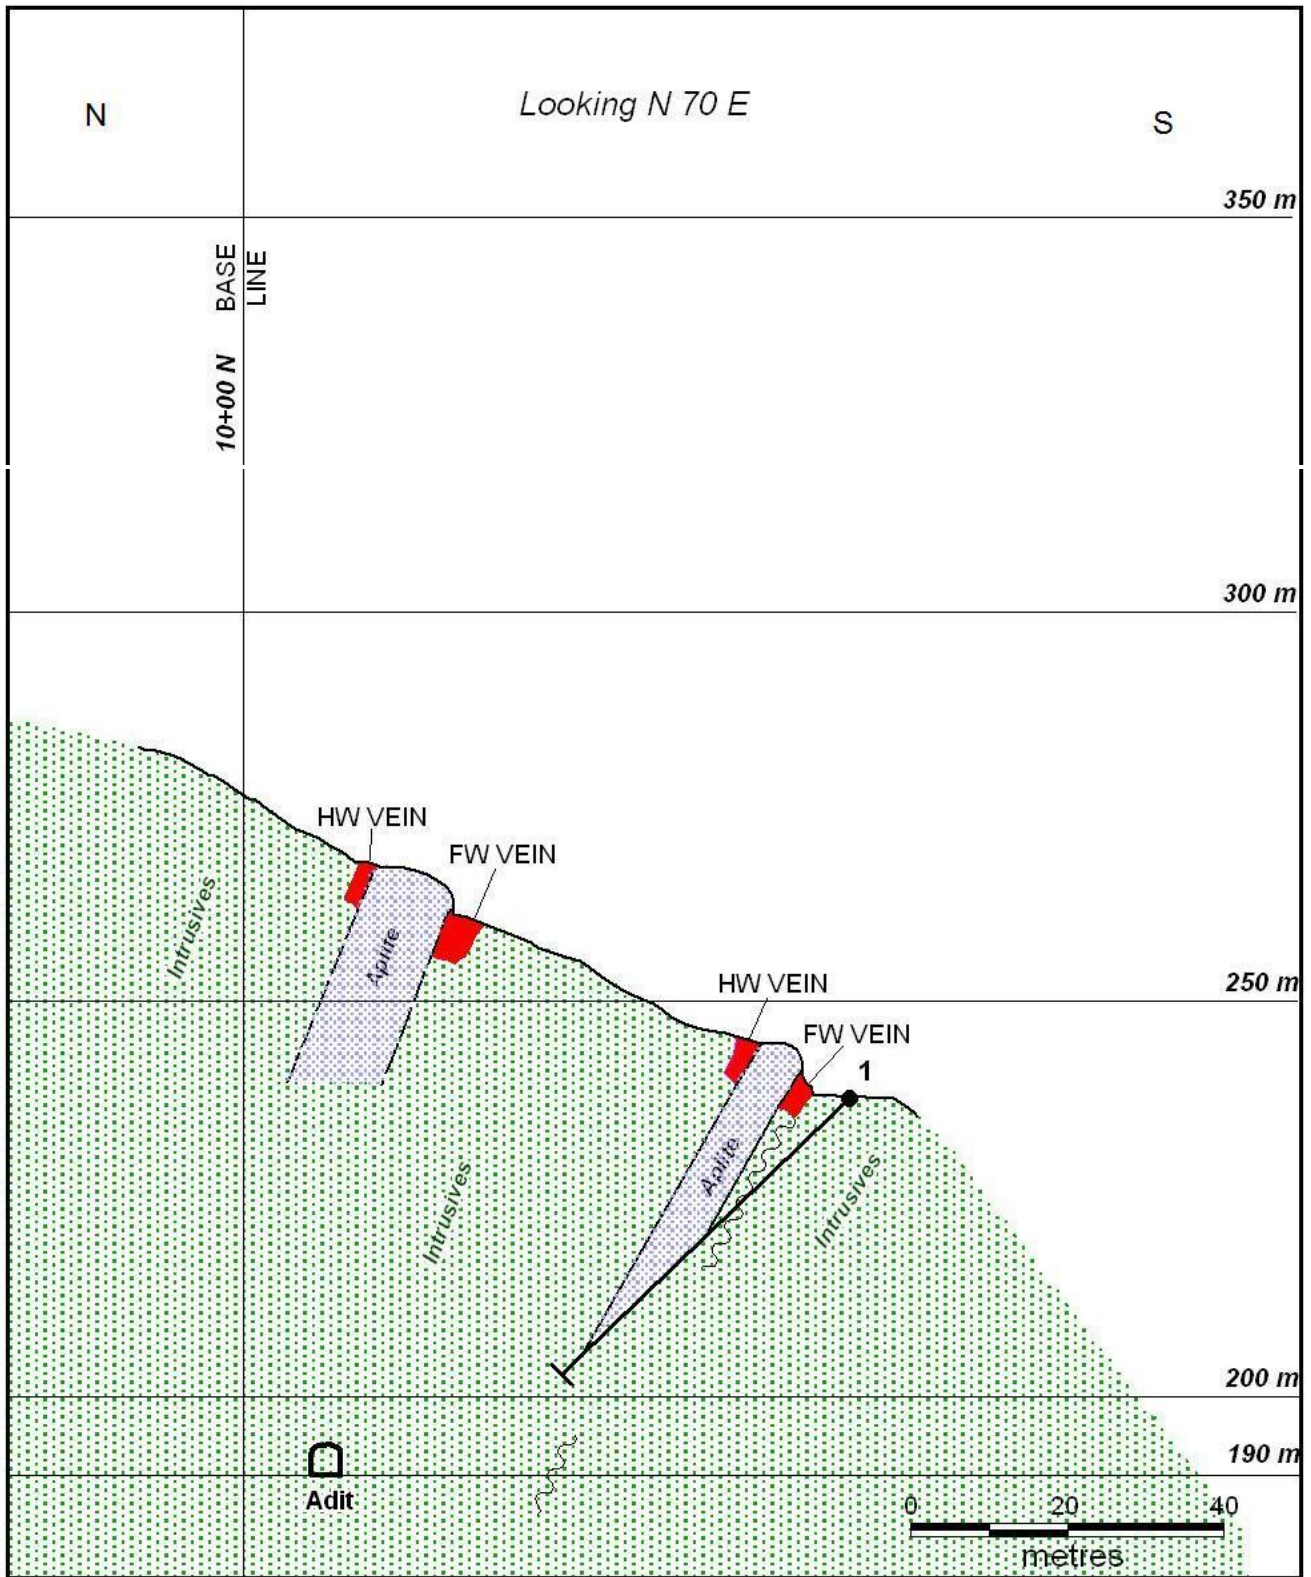 N
Looking N 70 E
S
350 m
BASE
LINE
10+00 N
300 m
HW VEIN
FW VEIN
Intrusives
Aplite
250 m
HW VEIN
FW VEIN
1
Aplite
Intrusives
Intrusives
200 m
190 m
Adit
0 20 40
metres